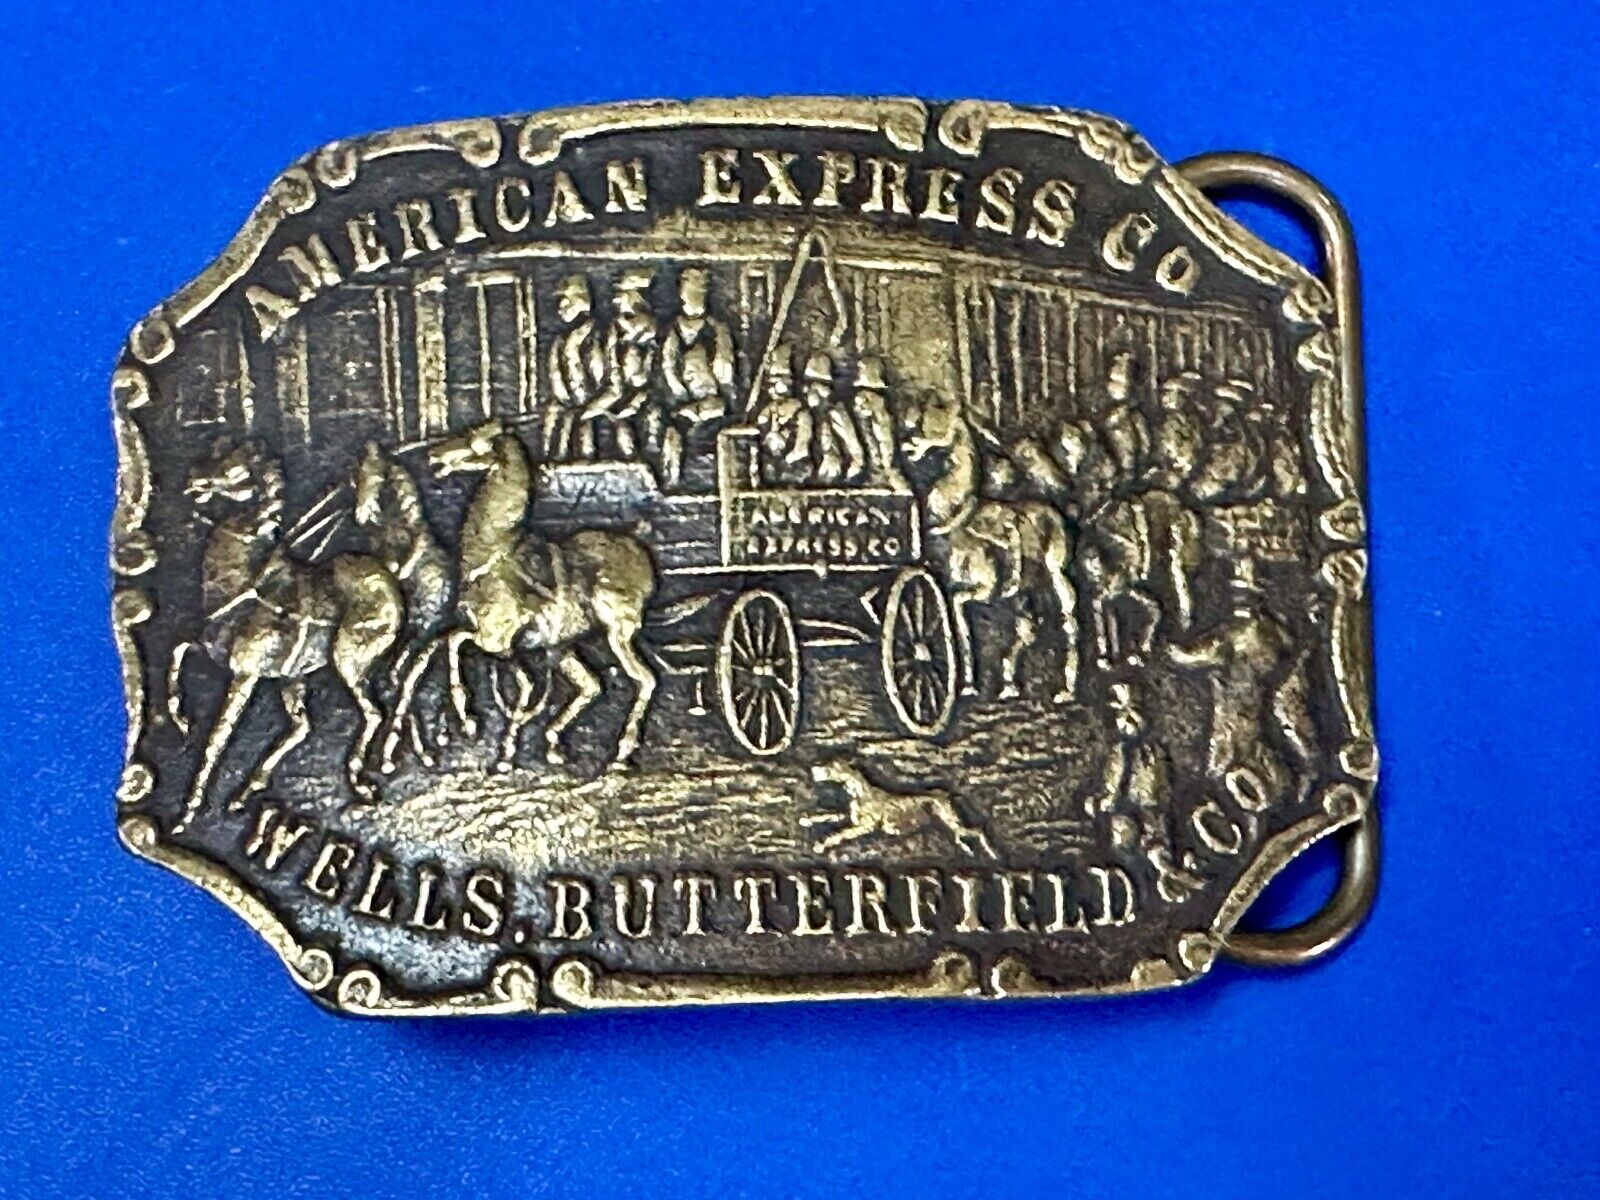 AMERICAN EXPRESS CO
AMERICAN
EXPRESS CO
WELLS, BUTTERFIELD & CO